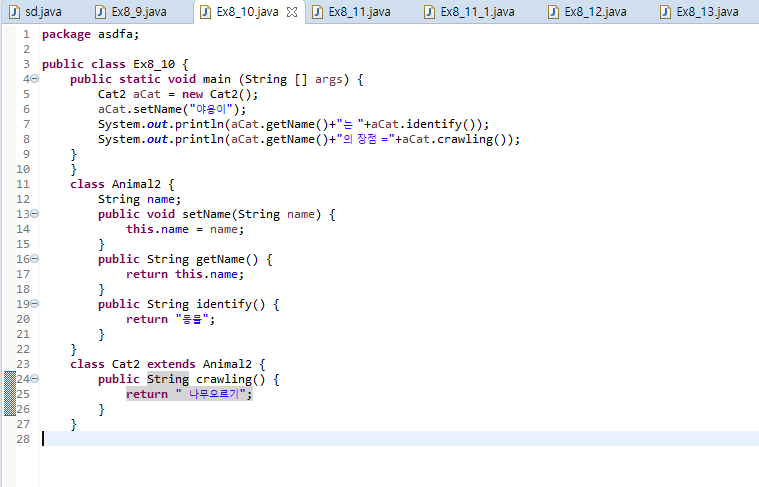 sd.java Ex8_9.java Ex8_10.java Ex8_11.java Ex8_11_1.java Ex8_12.java Ex8_13.java
1 package asdfa;
2
3 public class Ex8_10 {
4 public static void main (String [] args) {
5 Cat2 aCat = new Cat2();
6 aCat.setName("야옹이");
7 System.out.println(aCat.getName()+"는 "+aCat.identify());
8 System.out.println(aCat.getName()+"의 장점 ="+aCat.crawling());
9 }
10 }
11 class Animal2 {
12 String name;
13 public void setName(String name) {
14 this.name = name;
15 }
16 public String getName() {
17 return this.name;
18 }
19 public String identify() {
20 return "동물";
21 }
22 }
23 class Cat2 extends Animal2 {
24 public String crawling() {
25 return " 나무오르기";
26 }
27 }
28